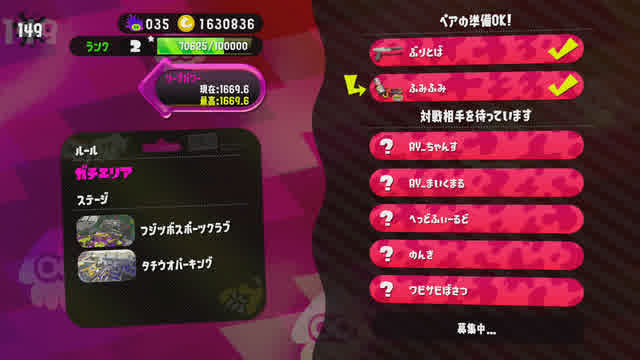 149
035
1630836
ランク 2
70625/100000
リーグパワー
現在:1669.6
最高:1669.6
ルール
ガチエリア
ステージ
フジツボスポーツクラブ
タチウオパーキング
ペアの準備OK!
ぷりとば
ふみふみ
対戦相手を待っています
? AY_ちゃんす
? AY_まいくまる
? へっどふぃーるど
? のんき
? ワビサビぼさつ
募集中...